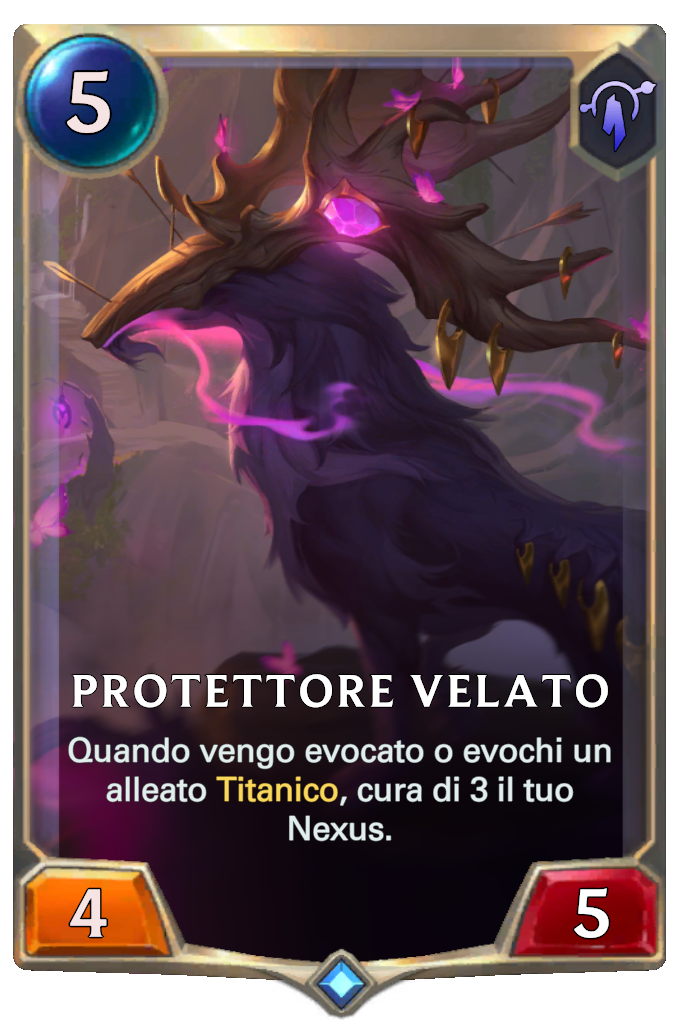 5
PROTETTORE VELATO
Quando vengo evocato o evochi un
alleato Titanico, cura di 3 il tuo
Nexus.
4
5